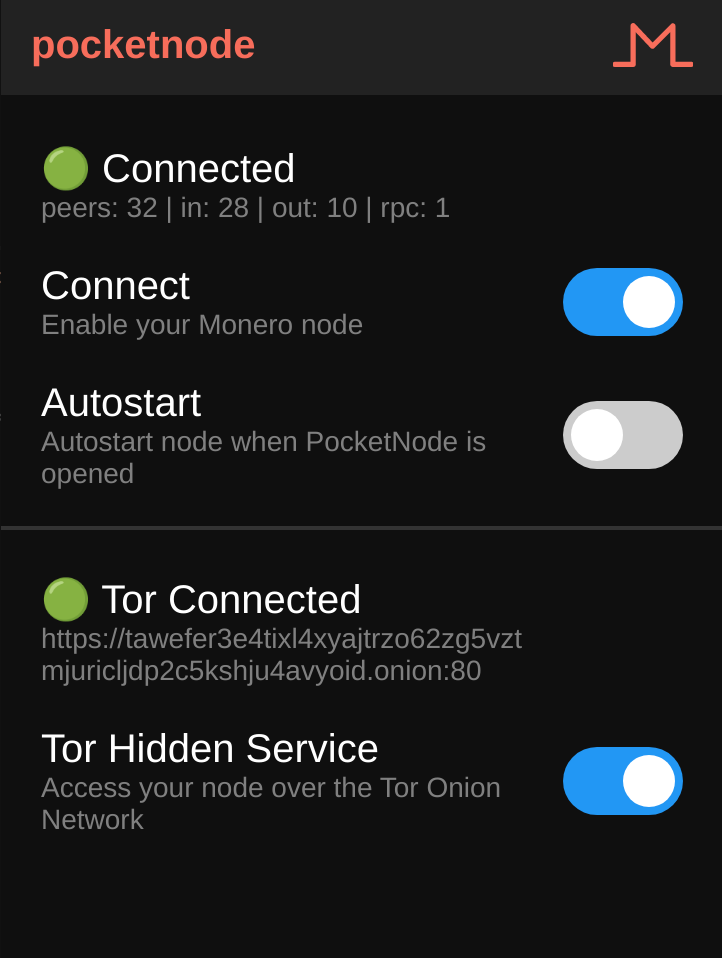 pocketnode
Connected
peers: 32 | in: 28 | out: 10 | rpc: 1
Connect
Enable your Monero node
Autostart
Autostart node when PocketNode is
opened
Tor Connected
https://tawefer3e4tixl4xyajtrzo62zg5vzt
mjuricljdp2c5kshju4avyoid.onion:80
Tor Hidden Service
Access your node over the Tor Onion
Network